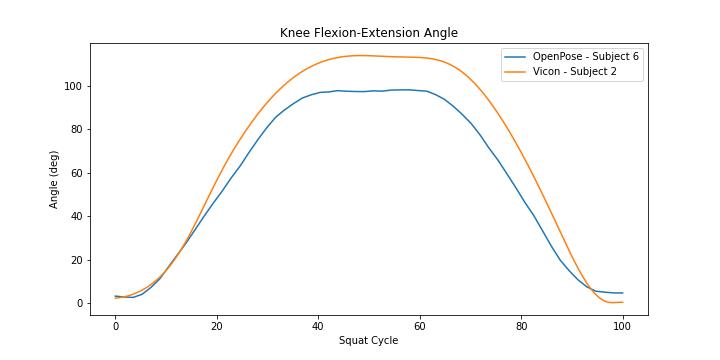 Knee Flexion-Extension Angle
OpenPose - Subject 6
Vicon - Subject 2
Angle (deg)
100
80
60
40
20
0
0 20 40 60 80 100
Squat Cycle